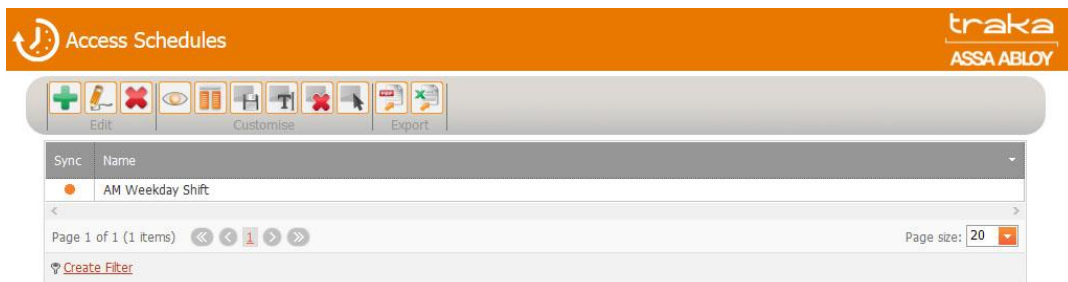 Access Schedules
traka
ASSA ABLOY
Edit
Customise
Export
Sync Name
AM Weekday Shift
Page 1 of 1 (1 items) 1 Page size: 20
Create Filter